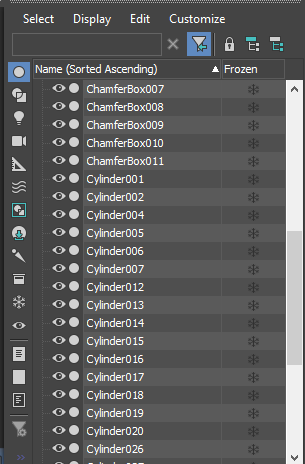 Select Display Edit Customize
Name (Sorted Ascending) Frozen
ChamferBox007
ChamferBox008
ChamferBox009
ChamferBox010
ChamferBox011
Cylinder001
Cylinder002
Cylinder004
Cylinder005
Cylinder006
Cylinder007
Cylinder012
Cylinder013
Cylinder014
Cylinder015
Cylinder016
Cylinder017
Cylinder018
Cylinder019
Cylinder020
Cylinder026